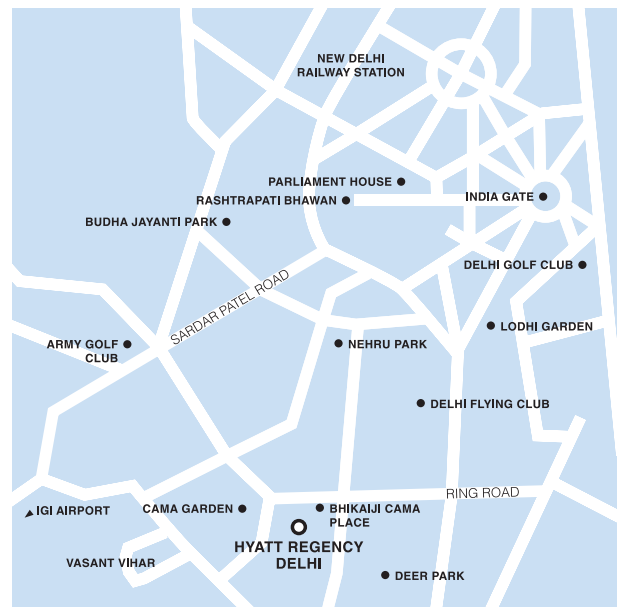 NEW DELHI
RAILWAY STATION
PARLIAMENT HOUSE
RASHTRAPATI BHAWAN
INDIA GATE
BUDHA JAYANTI PARK
DELHI GOLF CLUB
SARDAR PATEL ROAD
LODHI GARDEN
ARMY GOLF
CLUB
NEHRU PARK
DELHI FLYING CLUB
RING ROAD
IGI AIRPORT
CAMA GARDEN
BHIKAIJI CAMA
PLACE
HYATT REGENCY
DELHI
VASANT VIHAR
DEER PARK